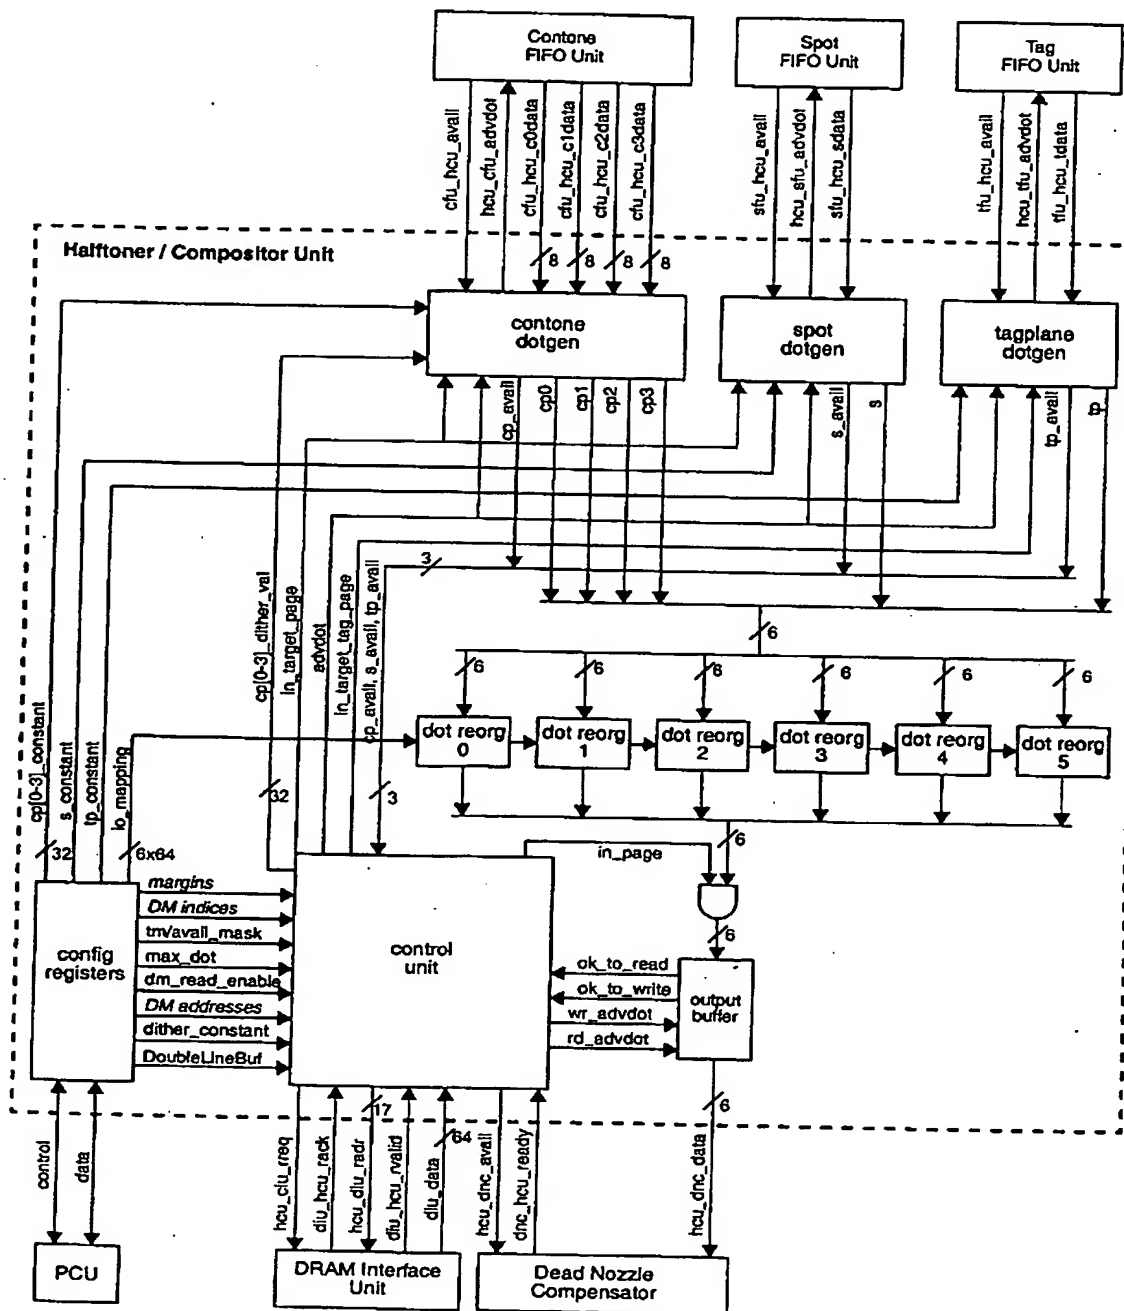 Contone
FIFO Unit
Spot
FIFO Unit
Tag
FIFO Unit
cfu_hcu_avail
hcu_cfu_advdot
cfu_hcu_c0data
cfu_hcu_c1data
cfu_hcu_c2data
cfu_hcu_c3data
sfu_hcu_avail
hcu_sfu_advdot
sfu_hcu_sdata
tfu_hcu_avail
hcu_tfu_advdot
tfu_hcu_tdata
Halftoner / Compositor Unit
8
8
8
8
contone
dotgen
spot
dotgen
tagplane
dotgen
cp_avail
cp0
cp1
cp2
cp3
s_avail
s
tp_avail
tp
3
6
cp[0-3]_dither_val
in_target_page
advdot
in_target_tag_page
cp_avail, s_avail, tp_avail
6
6
6
6
6
6
dot reorg
0
dot reorg
1
dot reorg
2
dot reorg
3
dot reorg
4
dot reorg
5
cp[0-3]_constant
s_constant
tp_constant
io_mapping
32
6x64
32
3
6
in_page
margins
DM indices
tm/avail_mask
max_dot
dm_read_enable
DM addresses
dither_constant
DoubleLineBuf
config
registers
control
unit
6
ok_to_read
ok_to_write
wr_advdot
rd_advdot
output
buffer
17
64
6
control
data
hcu_diu_rreq
diu_hcu_rack
hcu_diu_radr
diu_hcu_rvalid
diu_data
hcu_dnc_avail
dnc_hcu_ready
hcu_dnc_data
PCU
DRAM Interface
Unit
Dead Nozzle
Compensator